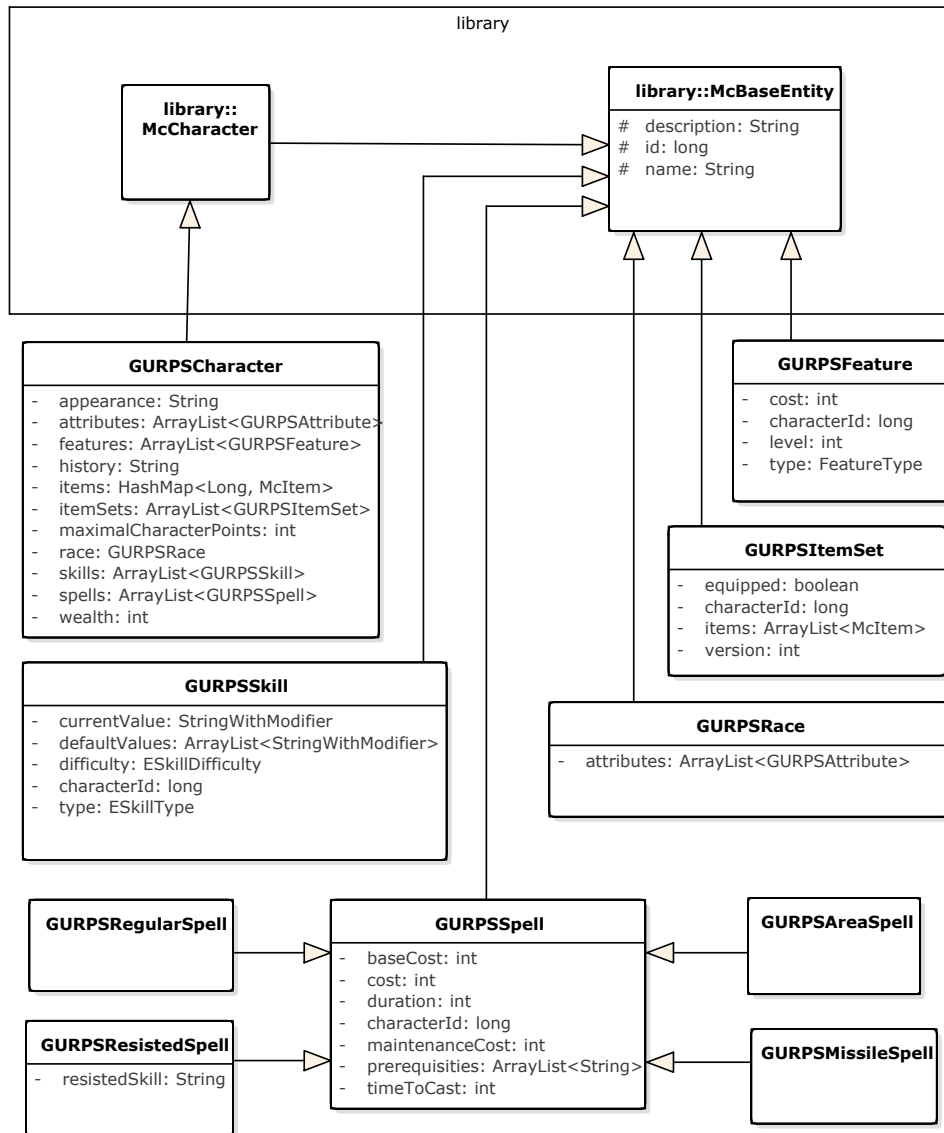 library
library::
McCharacter
library::McBaseEntity
# description: String
# id: long
# name: String
GURPSCharacter
- appearance: String
- attributes: ArrayList<GURPSAttribute>
- features: ArrayList<GURPSFeature>
- history: String
- items: HashMap<Long, McItem>
- itemSets: ArrayList<GURPSItemSet>
- maximalCharacterPoints: int
- race: GURPSRace
- skills: ArrayList<GURPSSkill>
- spells: ArrayList<GURPSSpell>
- wealth: int
GURPSFeature
- cost: int
- characterId: long
- level: int
- type: FeatureType
GURPSItemSet
- equipped: boolean
- characterId: long
- items: ArrayList<McItem>
- version: int
GURPSSkill
- currentValue: StringWithModifier
- defaultValues: ArrayList<StringWithModifier>
- difficulty: ESkillDifficulty
- characterId: long
- type: ESkillType
GURPSRace
- attributes: ArrayList<GURPSAttribute>
GURPSRegularSpell
GURPSSpell
- baseCost: int
- cost: int
- duration: int
- characterId: long
- maintenanceCost: int
- prerequisities: ArrayList<String>
- timeToCast: int
GURPSAreaSpell
GURPSResistedSpell
- resistedSkill: String
GURPSMissileSpell